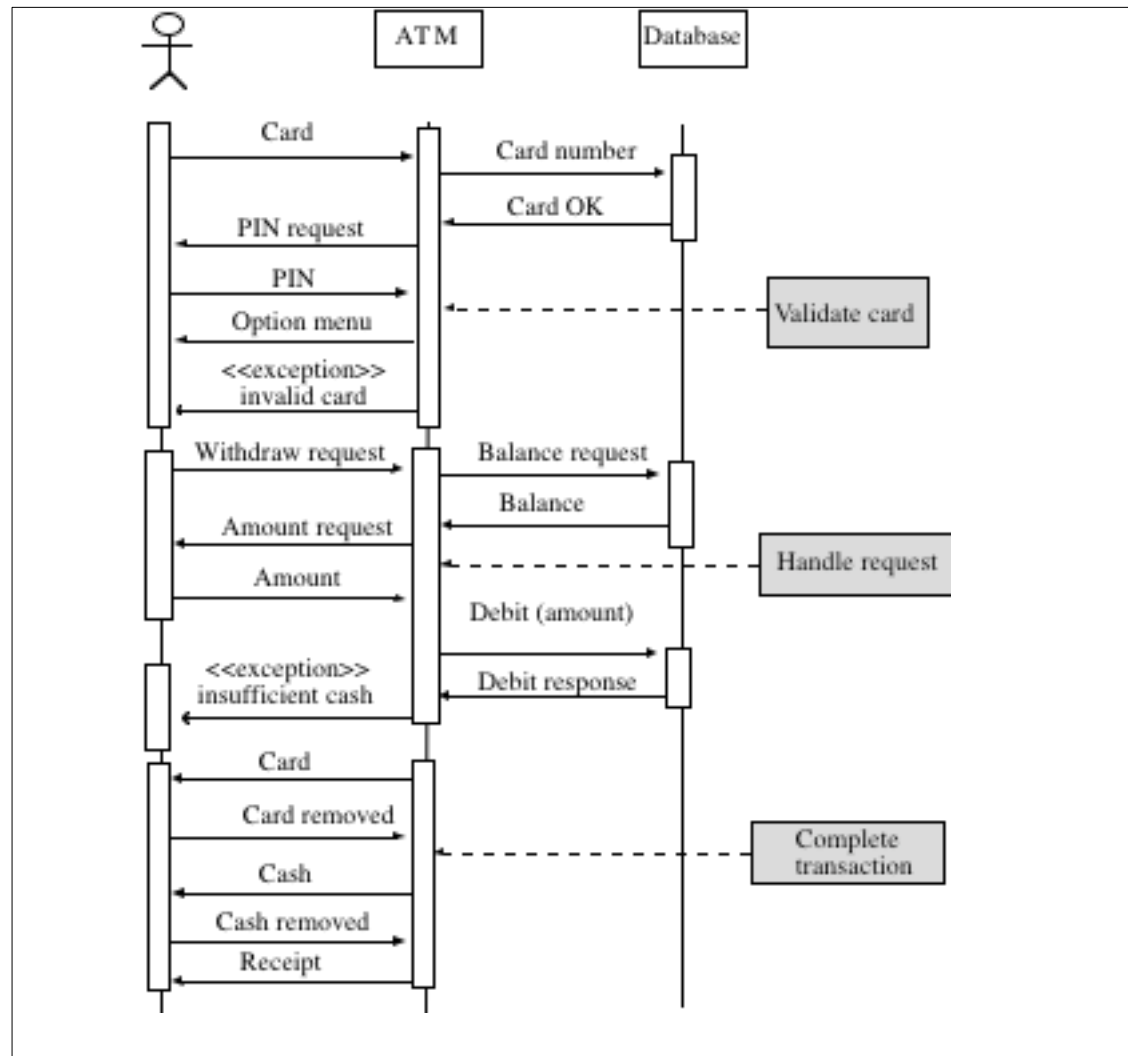 ATM
Database
Card
Card number
Card OK
PIN request
PIN
Validate card
Option menu
<<exception>>
invalid card
Withdraw request
Balance request
Balance
Amount request
Handle request
Amount
Debit (amount)
<<exception>>
insufficient cash
Debit response
Card
Card removed
Complete
transaction
Cash
Cash removed
Receipt